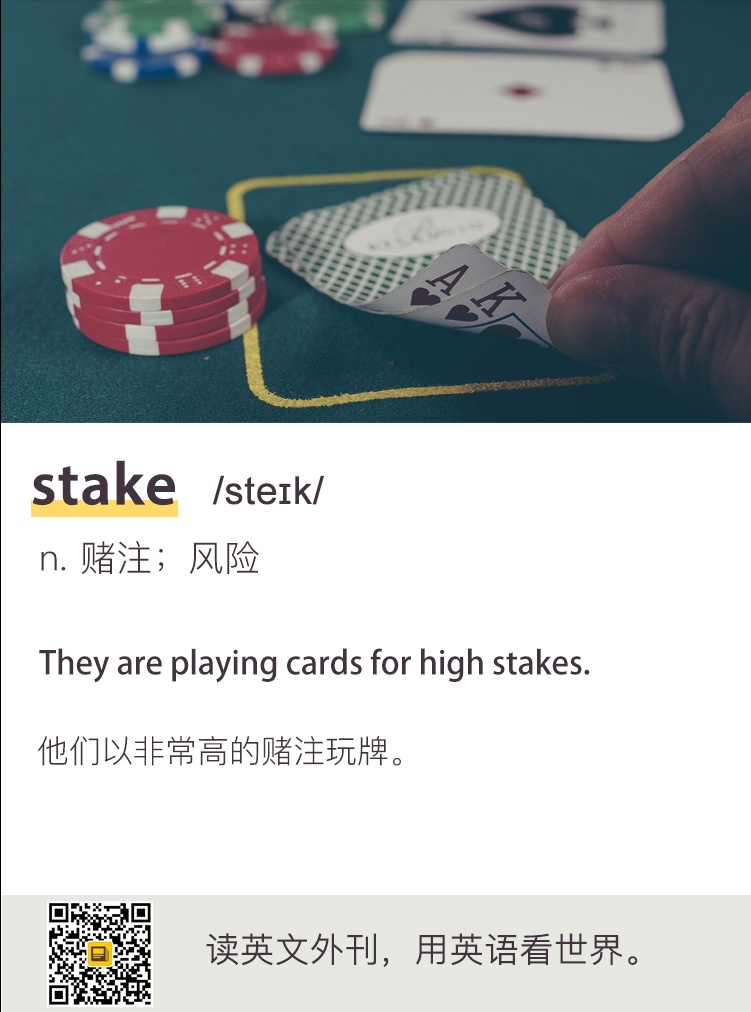 A K
stake /steɪk/
n. 赌注；风险
They are playing cards for high stakes.
他们以非常高的赌注玩牌。
读英文外刊，用英语看世界。